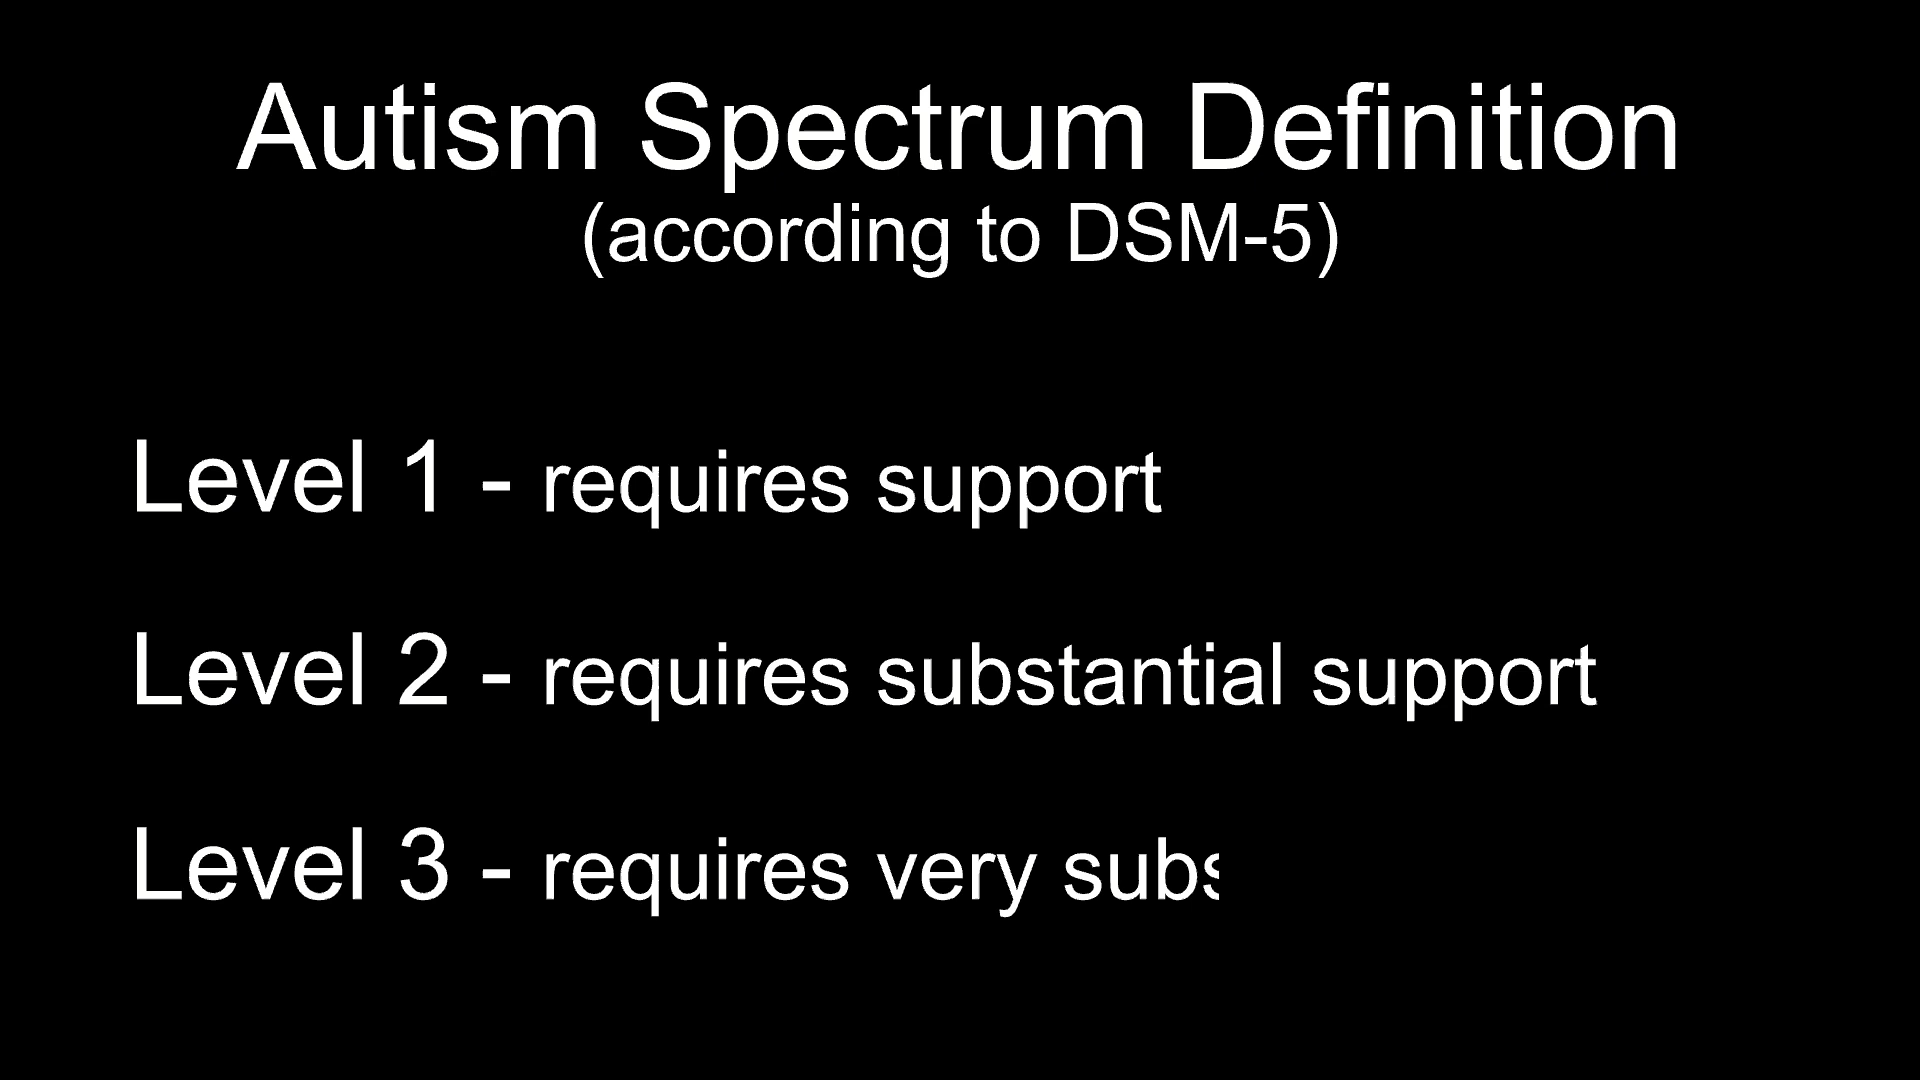 Autism Spectrum Definition
(according to DSM-5)
Level 1 - requires support
Level 2 - requires substantial support
Level 3 - requires very subs